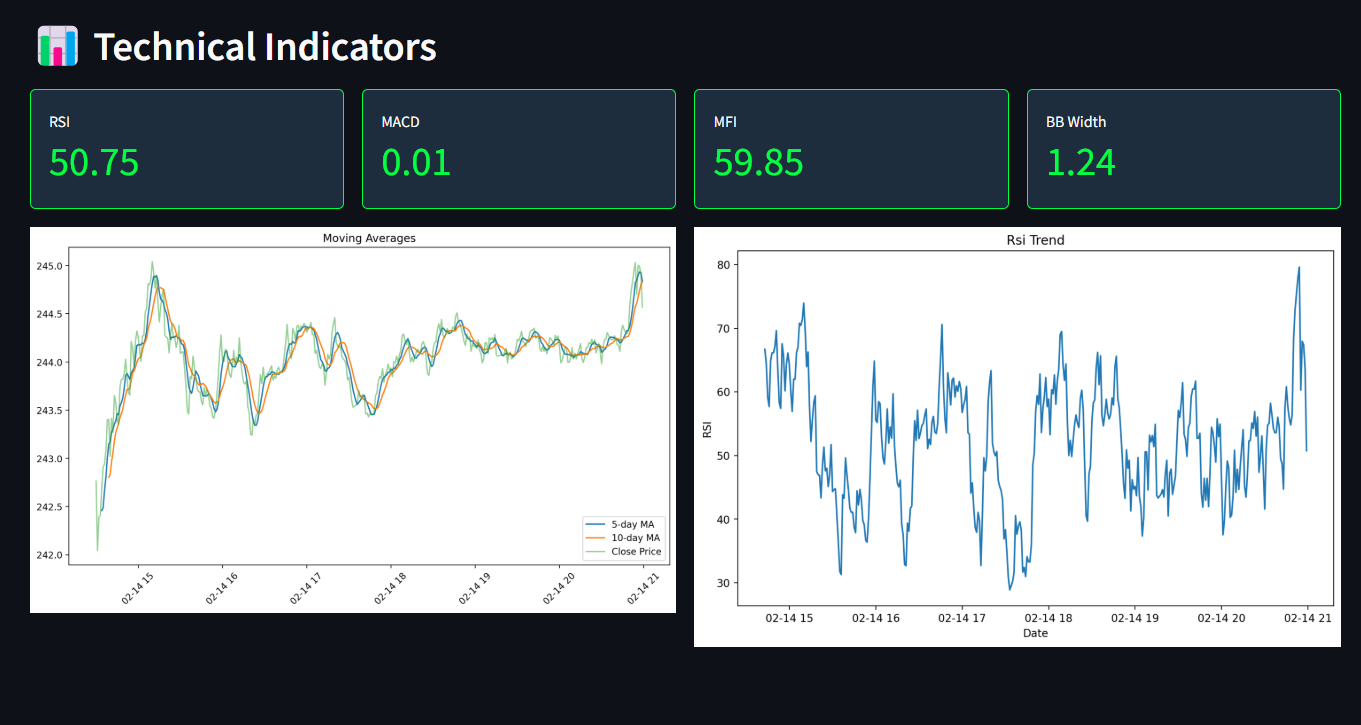 Technical Indicators
RSI
50.75
MACD
0.01
MFI
59.85
BB Width
1.24
Moving Averages
245.0
244.5
244.0
243.5
243.0
242.5
242.0
5-day MA
10-day MA
Close Price
02-14 15
02-14 16
02-14 17
02-14 18
02-14 19
02-14 20
02-14 21
Rsi Trend
80
70
60
50
40
30
RSI
02-14 15
02-14 16
02-14 17
02-14 18
02-14 19
02-14 20
02-14 21
Date